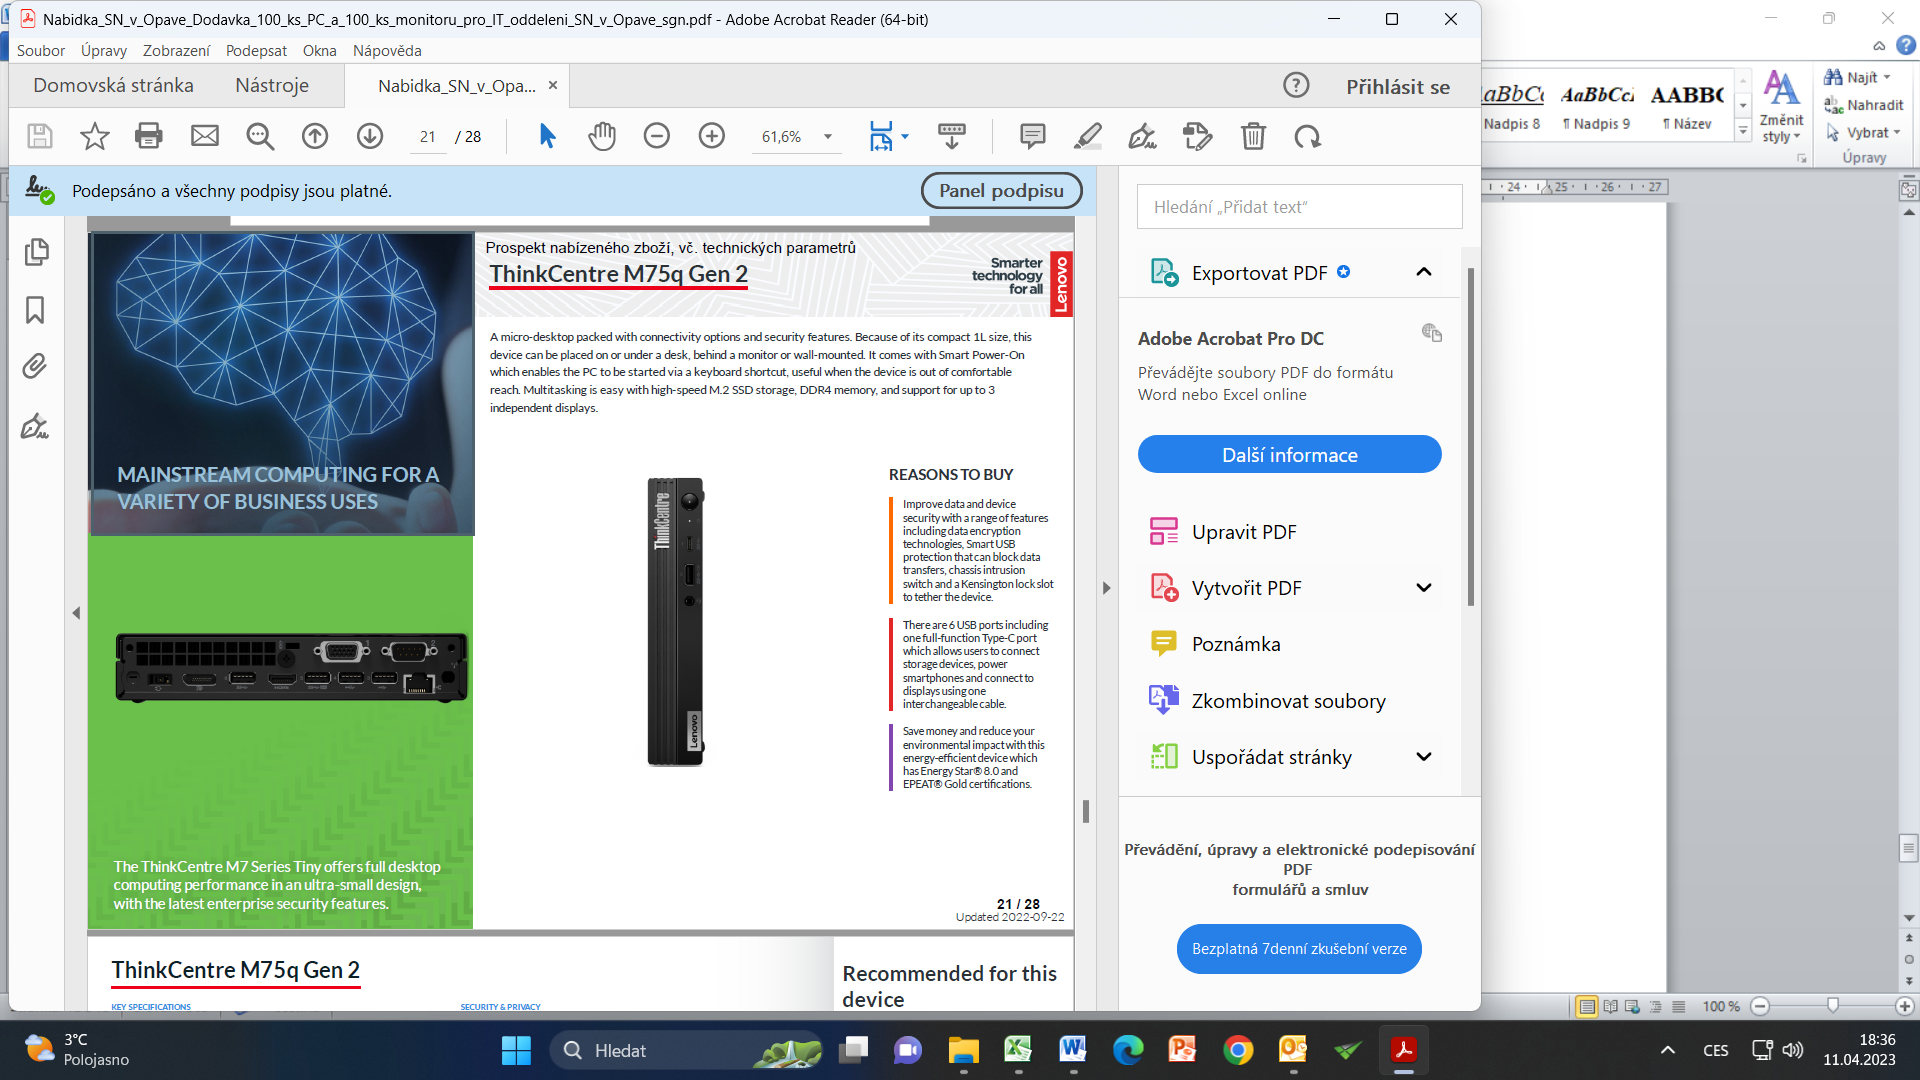 Nabidka_SN_v_Opave_Dodavka_100_ks_PC_a_100_ks_monitoru_pro_IT_oddeleni_SN_v_Opave_sgn.pdf - Adobe Acrobat Reader (64-bit)
Soubor Úpravy Zobrazení Podepsat Okna Nápověda
Domovská stránka Nástroje Nabidka_SN_v_Opa... Přihlásit se
21 / 28 61,6%
Podepsáno a všechny podpisy jsou platné.
Panel podpisu
Prospekt nabízeného zboží, vč. technických parametrů
ThinkCentre M75q Gen 2
Smarter
technology
for all
Lenovo
A micro-desktop packed with connectivity options and security features. Because of its compact 1L size, this
device can be placed on or under a desk, behind a monitor or wall-mounted. It comes with Smart Power-On
which enables the PC to be started via a keyboard shortcut, useful when the device is out of comfortable
reach. Multitasking is easy with high-speed M.2 SSD storage, DDR4 memory, and support for up to 3
independent displays.
MAINSTREAM COMPUTING FOR A
VARIETY OF BUSINESS USES
ThinkCentre
Lenovo
REASONS TO BUY
Improve data and device
security with a range of features
including data encryption
technologies, Smart USB
protection that can block data
transfers, chassis intrusion
switch and a Kensington lock slot
to tether the device.
There are 6 USB ports including
one full-function Type-C port
which allows users to connect
storage devices, power
smartphones and connect to
displays using one
interchangeable cable.
Save money and reduce your
environmental impact with this
energy-efficient device which
has Energy Star® 8.0 and
EPEAT® Gold certifications.
The ThinkCentre M7 Series Tiny offers full desktop
computing performance in an ultra-small design,
with the latest enterprise security features.
21 / 28
Updated 2022-09-22
ThinkCentre M75q Gen 2
KEY SPECIFICATIONS
SECURITY & PRIVACY
Recommended for this
device
Hledání „Přidat text“
Exportovat PDF
Adobe Acrobat Pro DC
Převádějte soubory PDF do formátu
Word nebo Excel online
Další informace
Upravit PDF
Vytvořit PDF
Poznámka
Zkombinovat soubory
Uspořádat stránky
Převádění, úpravy a elektronické podepisování
PDF
formulářů a smluv
Bezplatná 7denní zkušební verze
AaBbCcI AABBC
Nadpis 8 ¶ Nadpis 9 ¶ Název
Změnit
styly
Najít
Nahradit
Vybrat
Úpravy
24 25 26 27
100 %
3°C
Polojasno
Hledat
CES
18:36
11.04.2023